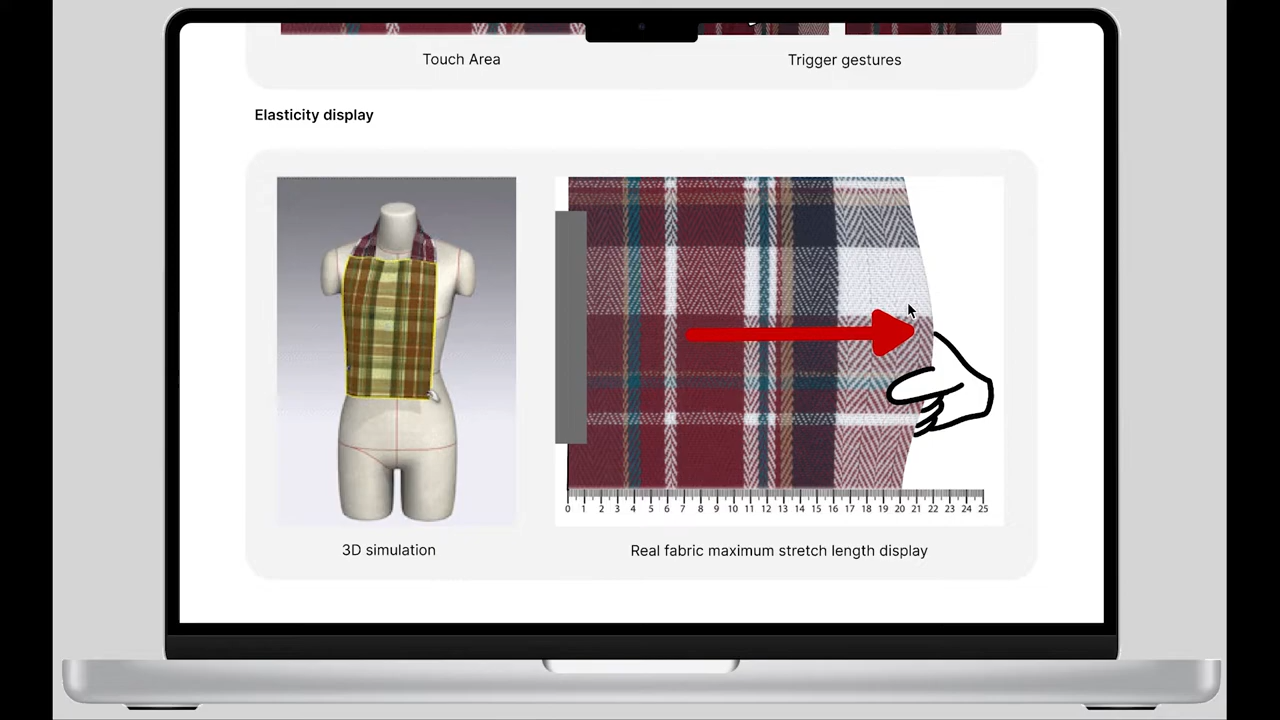 Touch Area
Trigger gestures
Elasticity display
0 1 2 3 4 5 6 7 8 9 10 11 12 13 14 15 16 17 18 19 20 21 22 23 24 25
3D simulation
Real fabric maximum stretch length display